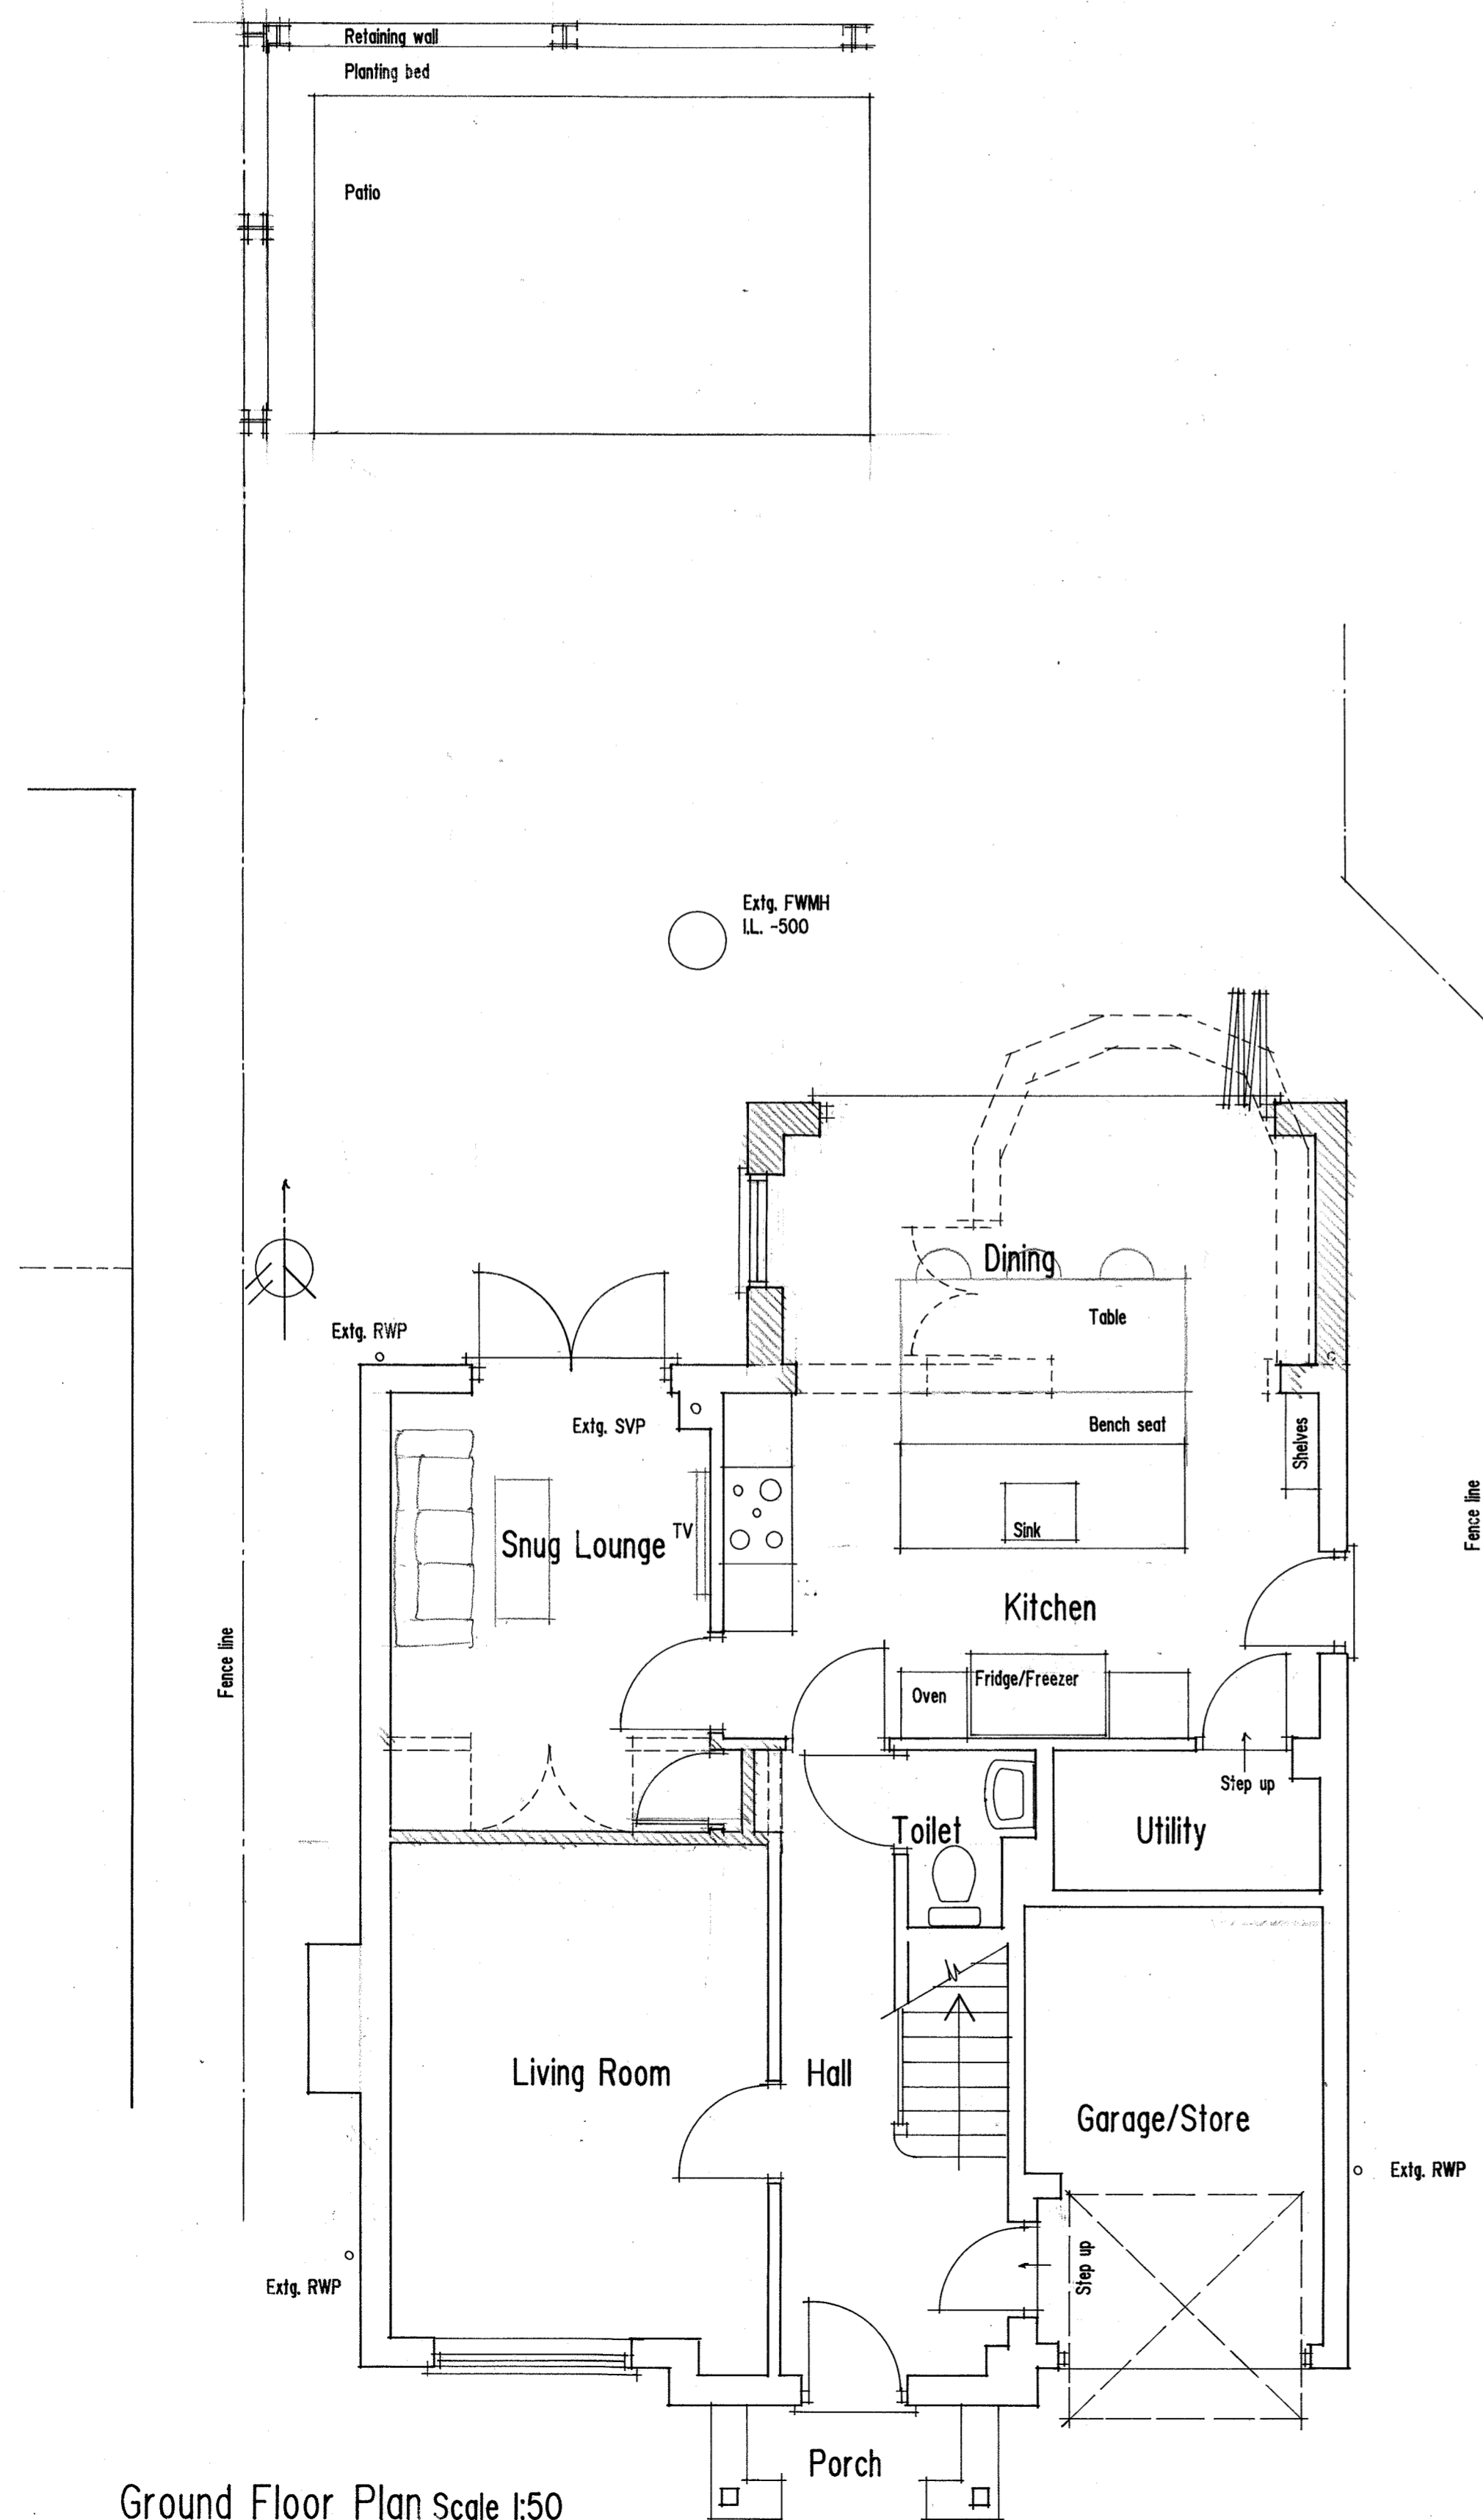 Retaining wall
Planting bed
Patio
Extg. FWMH
I.L. -500
Dining
Table
Extg. RWP
Bench seat
Extg. SVP
Shelves
Fence line
Sink
TV
Snug Lounge
Kitchen
Fence line
Fridge/Freezer
Oven
Step up
Toilet
Utility
Living Room
Hall
Garage/Store
Extg. RWP
Step up
Extg. RWP
Porch
Ground Floor Plan Scale 1:50